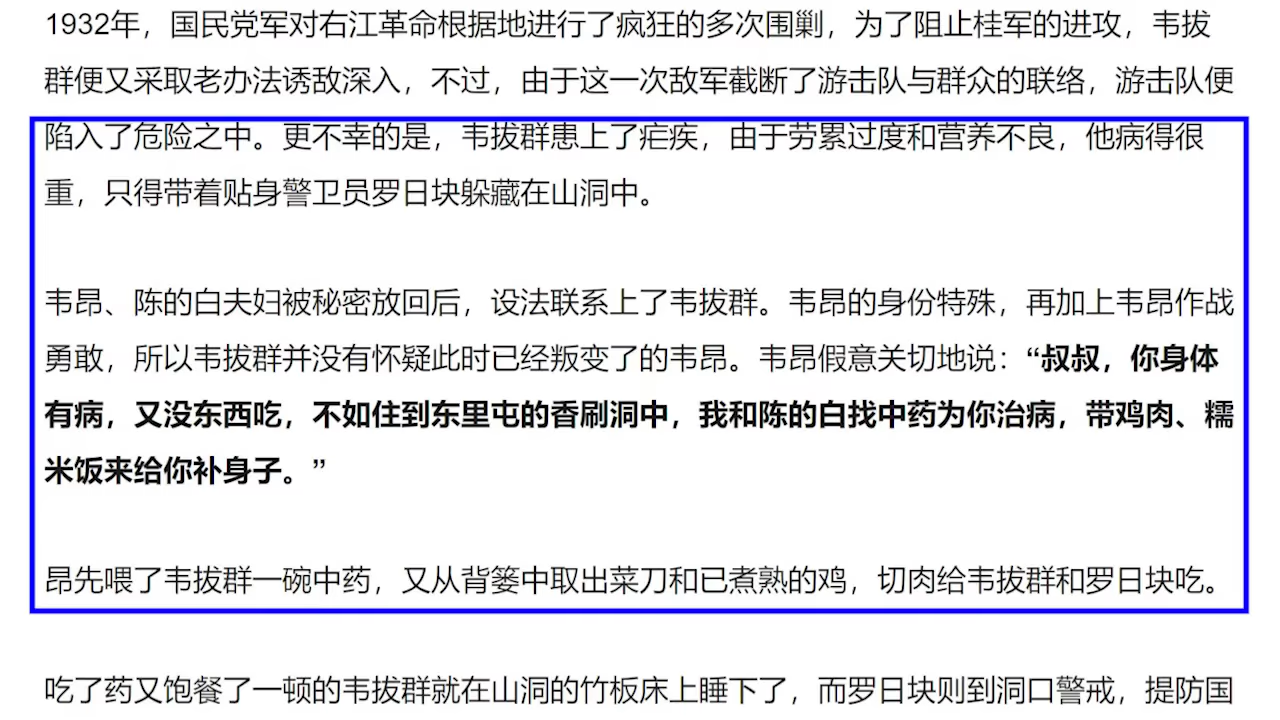 1932年，国民党军对右江革命根据地进行了疯狂的多次围剿，为了阻止桂军的进攻，韦拔
群便又采取老办法诱敌深入，不过，由于这一次敌军截断了游击队与群众的联络，游击队便
陷入了危险之中。更不幸的是，韦拔群患上了疟疾，由于劳累过度和营养不良，他病得很
重，只得带着贴身警卫员罗日块躲藏在山洞中。
韦昂、陈的白夫妇被秘密放回后，设法联系上了韦拔群。韦昂的身份特殊，再加上韦昂作战
勇敢，所以韦拔群并没有怀疑此时已经叛变了的韦昂。韦昂假意关切地说：“叔叔，你身体
有病，又没东西吃，不如住到东里屯的香刷洞中，我和陈的白找中药为你治病，带鸡肉、糯
米饭来给你补身子。”
昂先喂了韦拔群一碗中药，又从背篓中取出菜刀和已煮熟的鸡，切肉给韦拔群和罗日块吃。
吃了药又饱餐了一顿的韦拔群就在山洞的竹板床上睡下了，而罗日块则到洞口警戒，提防国